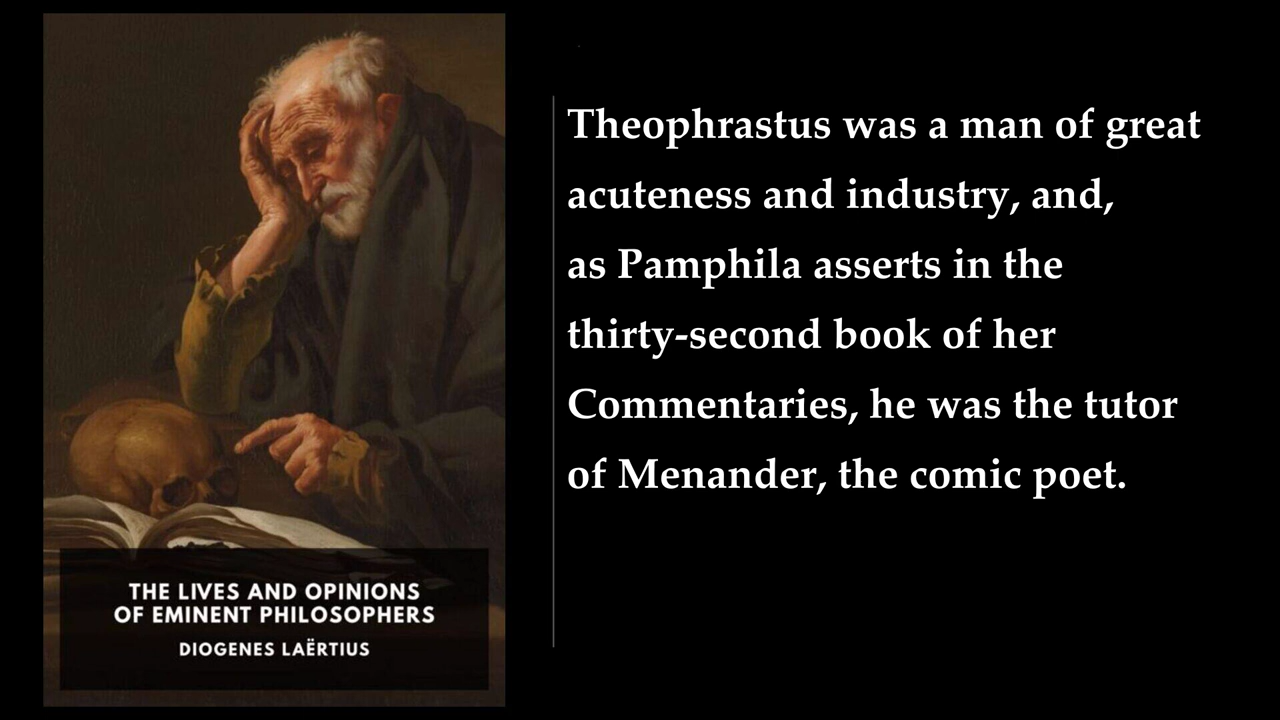 Theophrastus was a man of great
acuteness and industry, and,
as Pamphila asserts in the
thirty-second book of her
Commentaries, he was the tutor
of Menander, the comic poet.
THE LIVES AND OPINIONS
OF EMINENT PHILOSOPHERS
DIOGENES LAËRTIUS